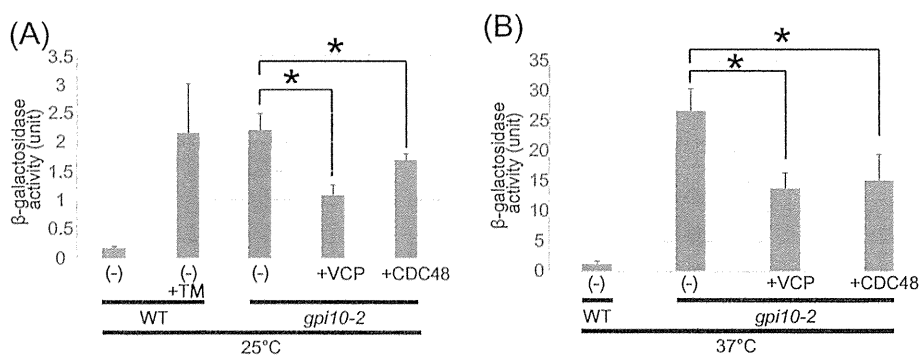 (A)
β-galactosidase
activity (unit)
3.5
3
2.5
2
1.5
1
0.5
0
* *
(-) (-) (-) +VCP +CDC48
+TM
WT gpi10-2
25°C
(B)
β-galactosidase
activity (unit)
35
30
25
20
15
10
5
0
* *
(-) (-) +VCP +CDC48
WT gpi10-2
37°C